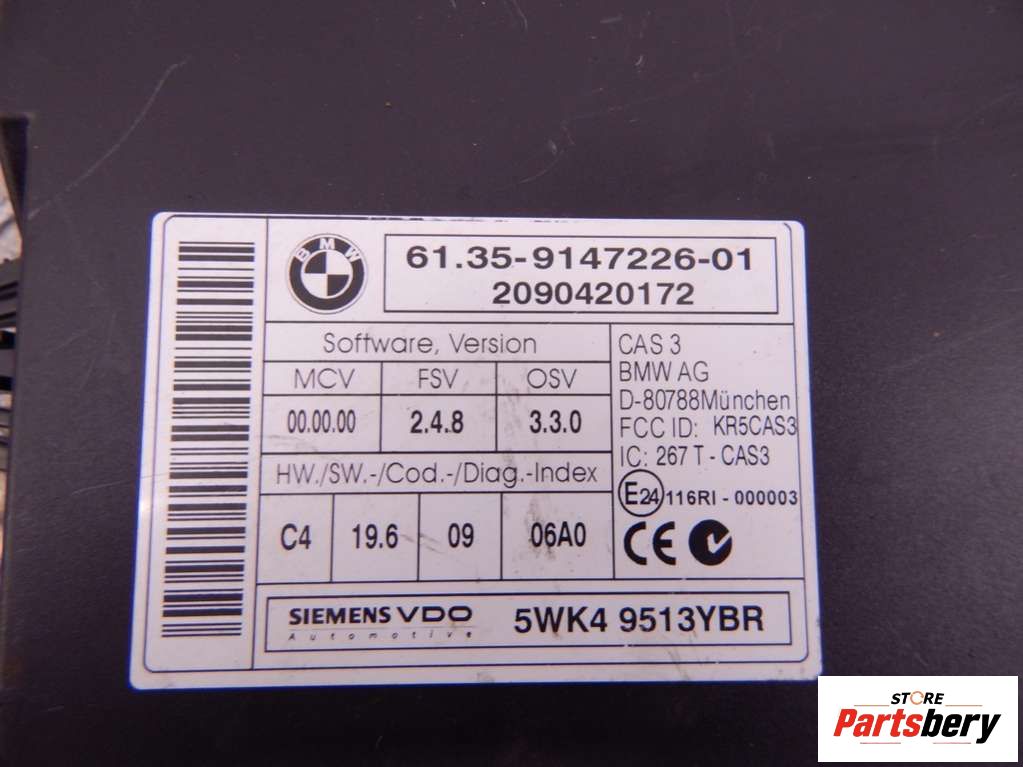 BMW
61.35-9147226-01
2090420172
Software, Version
MCV FSV OSV
00.00.00 2.4.8 3.3.0
HW./SW.-/Cod.-/Diag.-Index
C4 19.6 09 06A0
CAS 3
BMW AG
D-80788München
FCC ID: KR5CAS3
IC: 267 T - CAS3
E24 116RI - 000003
CE
SIEMENS VDO
Automotive
5WK4 9513YBR
STORE
Partsbery